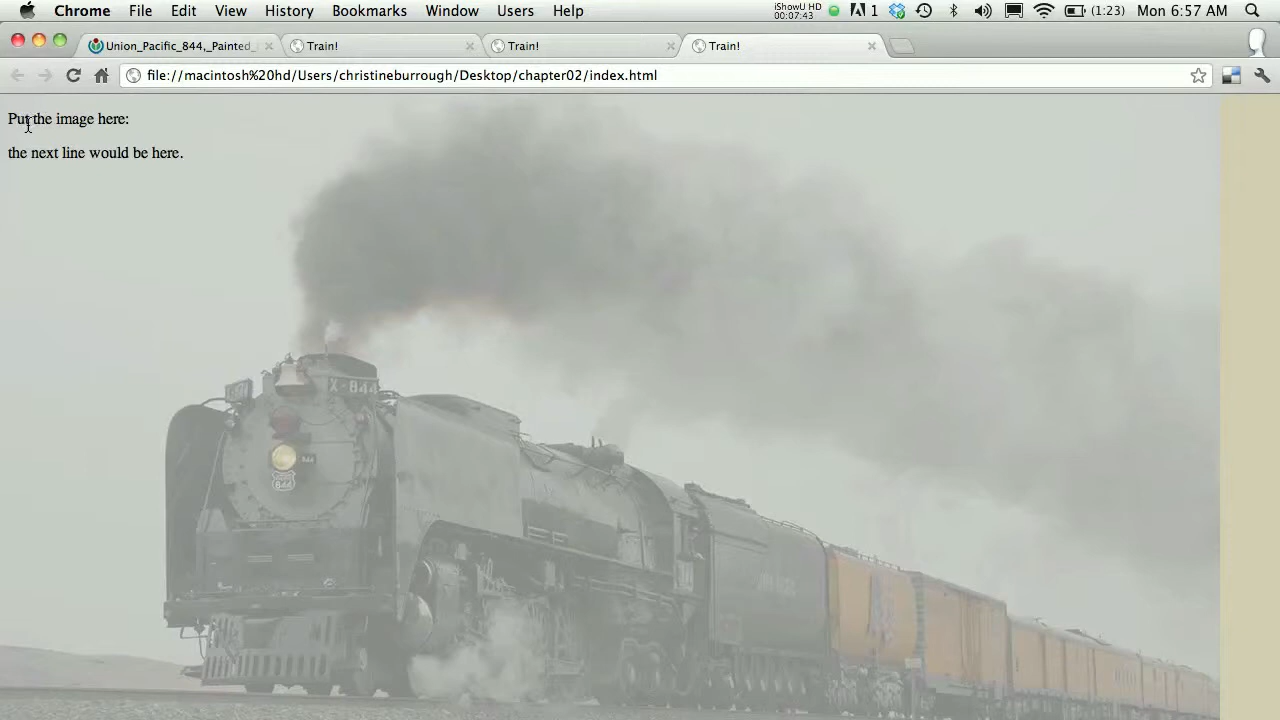 Chrome File Edit View History Bookmarks Window Users Help iShowU HD 00:07:43 1 (1:23) Mon 6:57 AM
Union_Pacific_844,_Painted_ Train! Train! Train!
file://macintosh%20hd/Users/christineburrough/Desktop/chapter02/index.html
Put the image here:
the next line would be here.
X-844
844
844